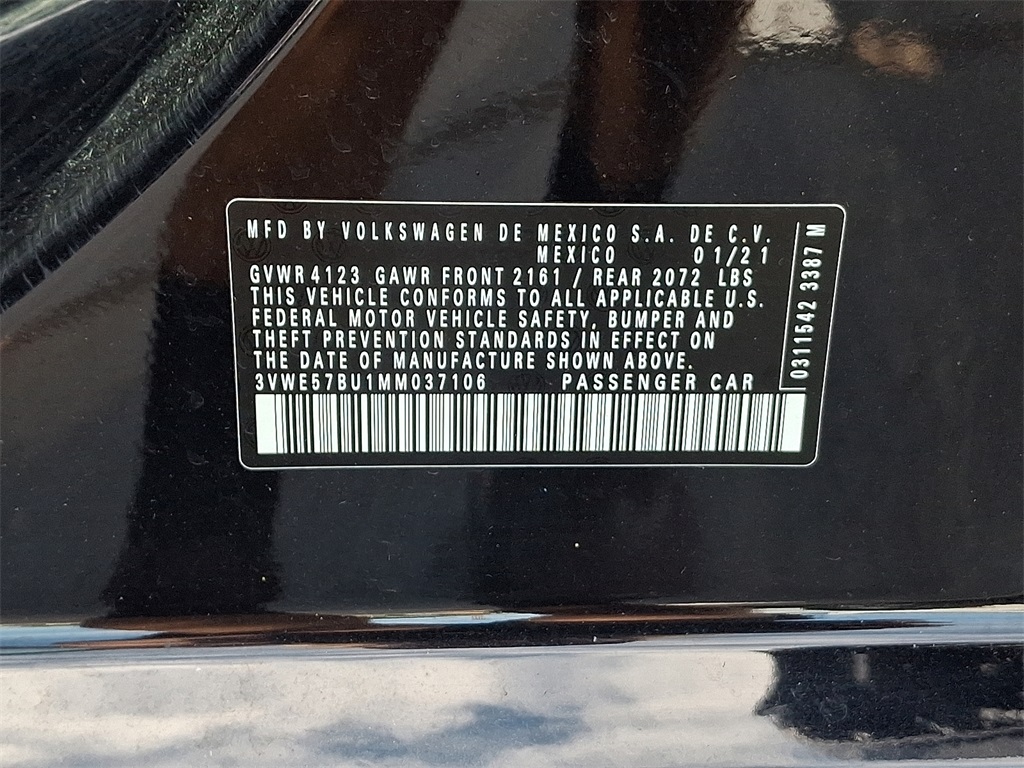 MFD BY VOLKSWAGEN DE MEXICO S.A. DE C.V.
MEXICO 01/21
GVWR 4123 GAWR FRONT 2161 / REAR 2072 LBS
THIS VEHICLE CONFORMS TO ALL APPLICABLE U.S.
FEDERAL MOTOR VEHICLE SAFETY, BUMPER AND
THEFT PREVENTION STANDARDS IN EFFECT ON
THE DATE OF MANUFACTURE SHOWN ABOVE.
3VWE57BU1MM037106 PASSENGER CAR
0311542 3387 M